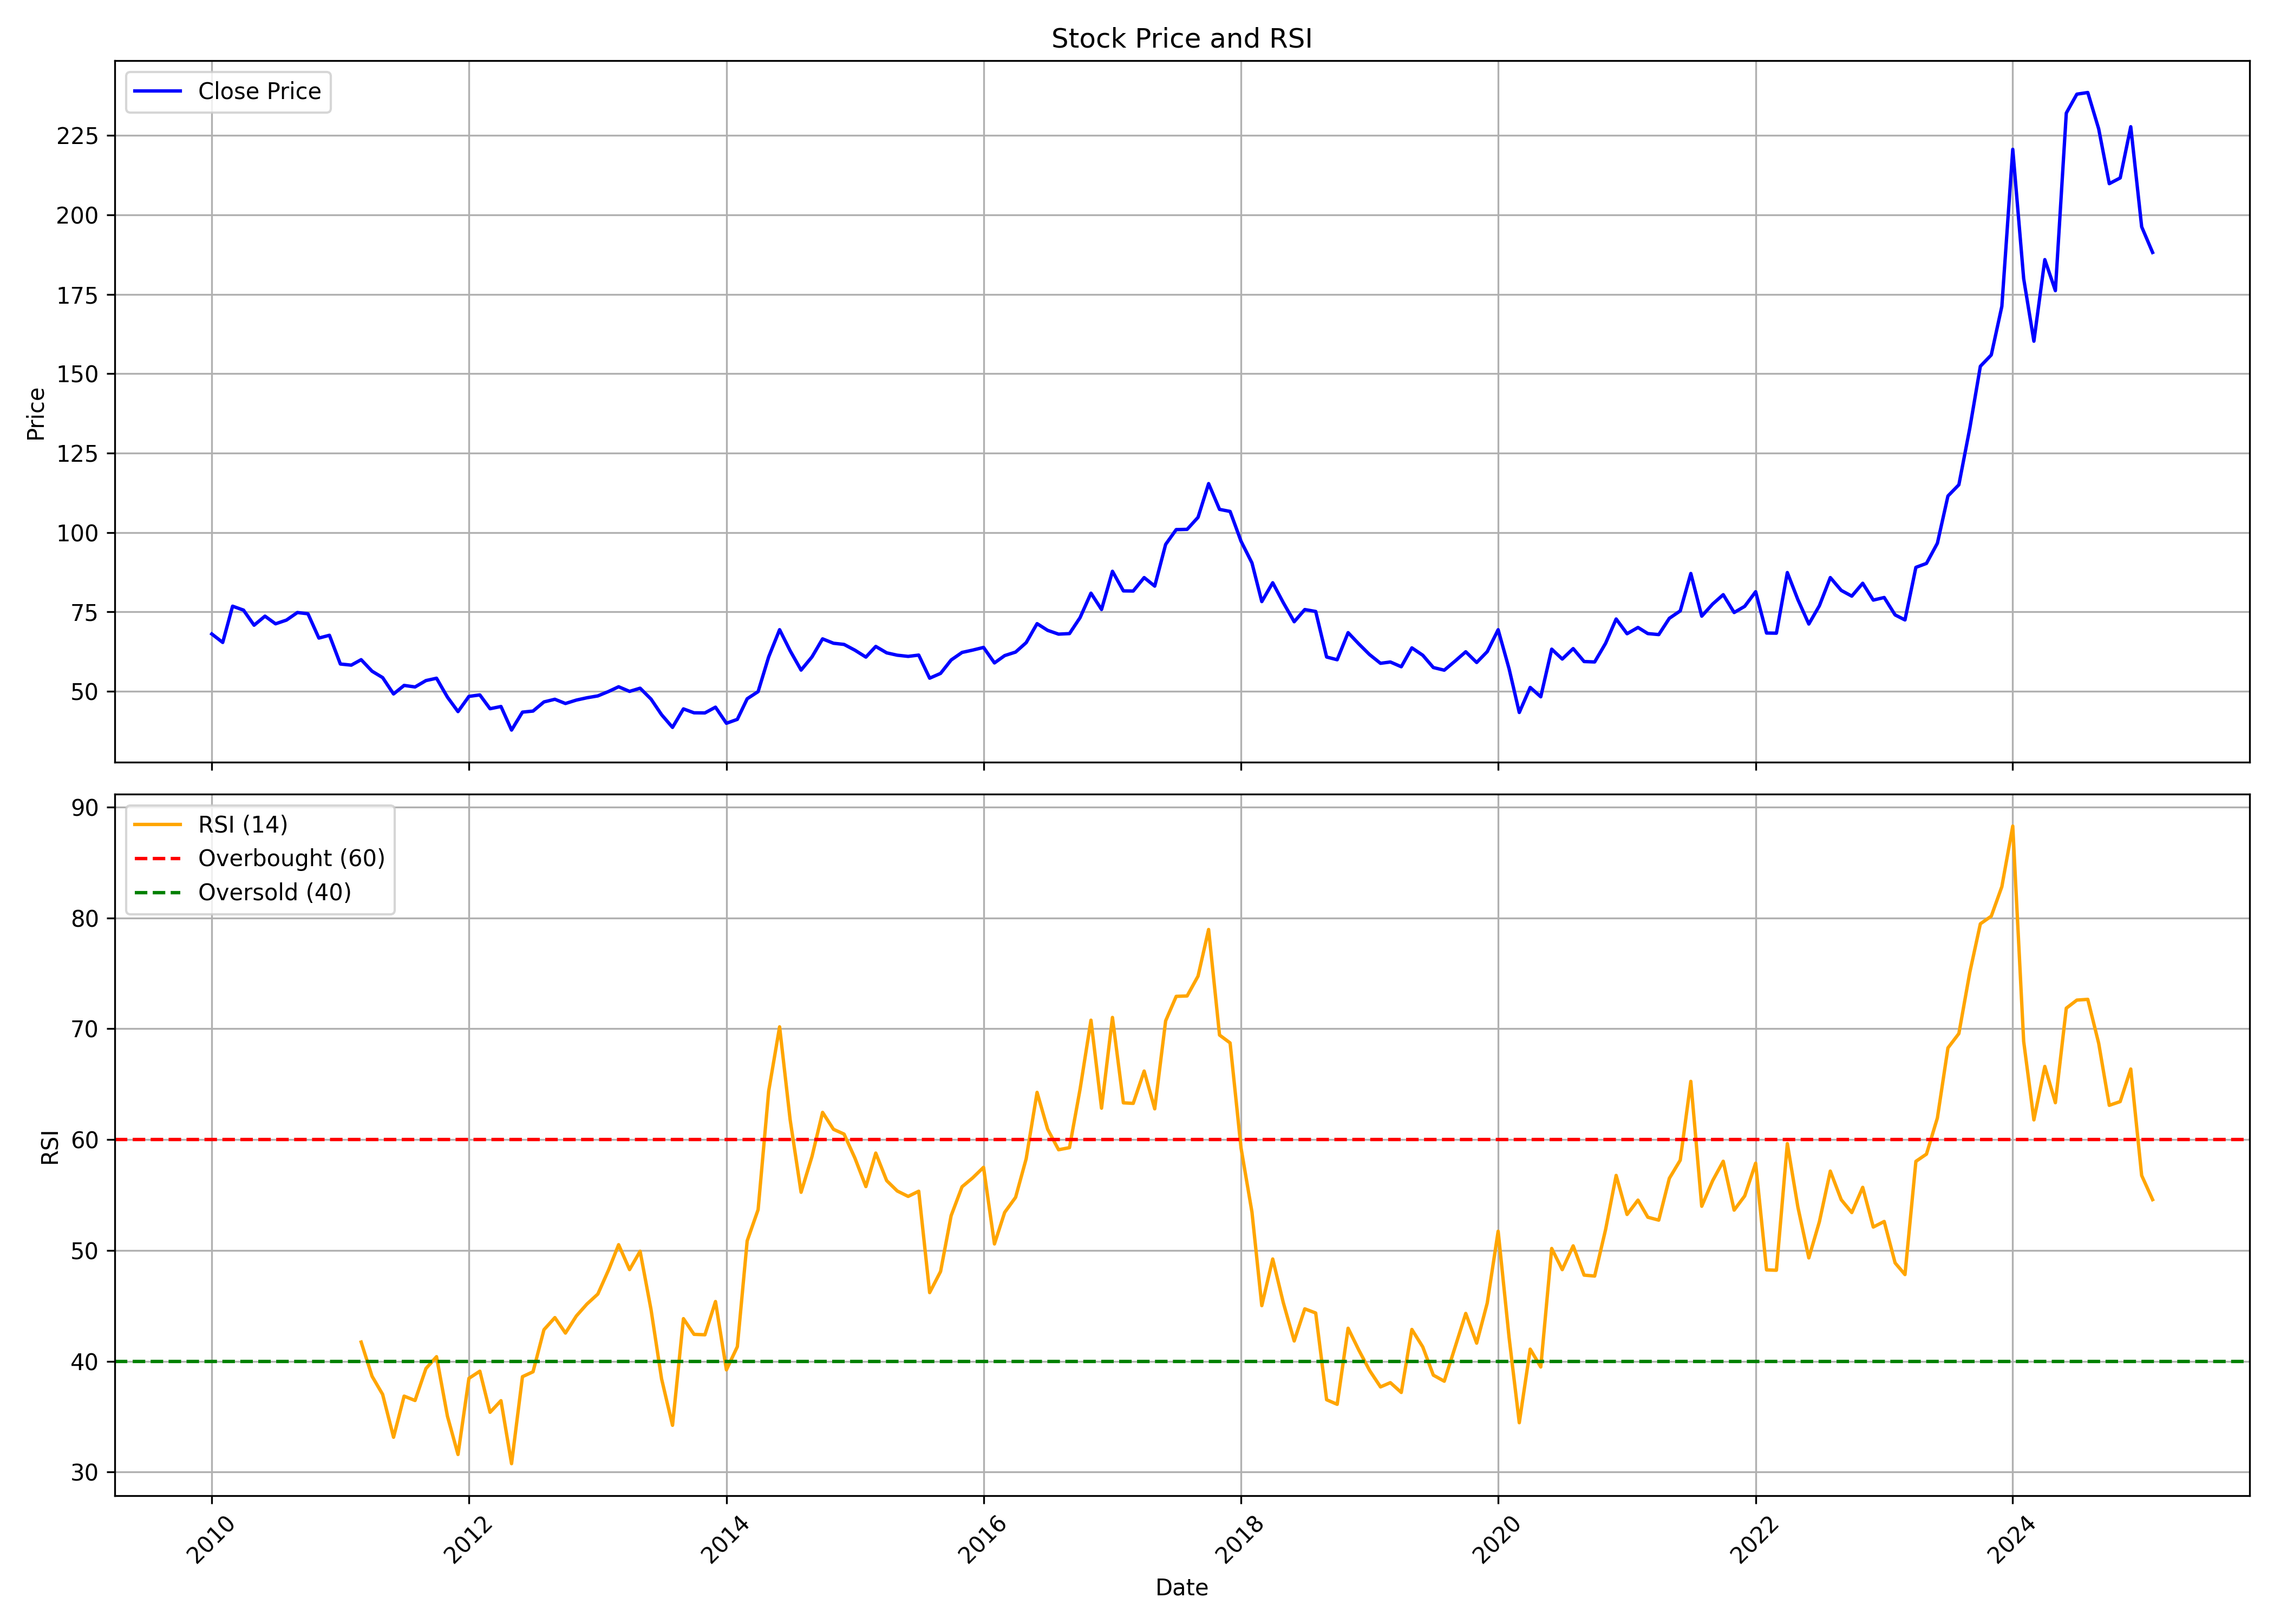 Stock Price and RSI
Close Price
225
200
175
150
125
100
75
50
Price
90
80
70
60
50
40
30
RSI
RSI (14)
Overbought (60)
Oversold (40)
2010
2012
2014
2016
2018
2020
2022
2024
Date